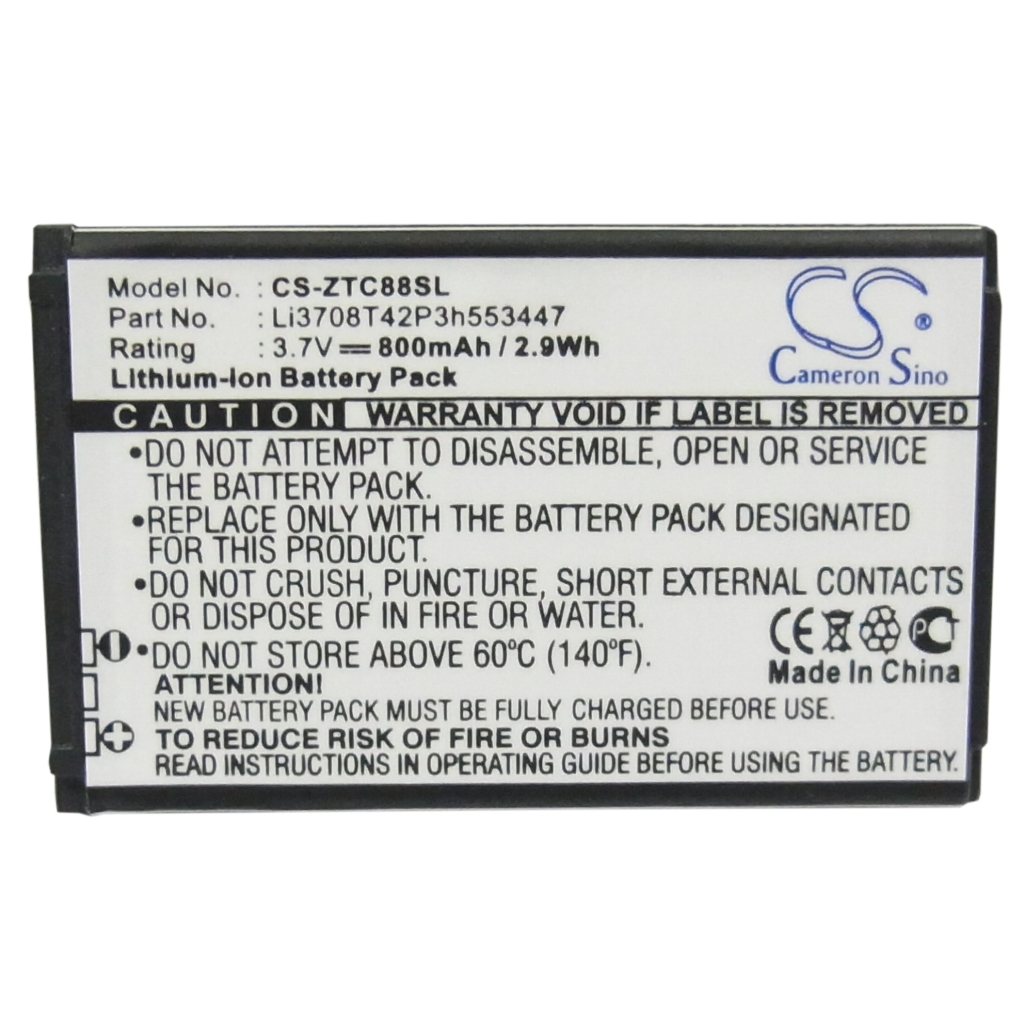 Model No. : CS-ZTC88SL
Part No. : Li3708T42P3h553447
Rating : 3.7V ⎓ 800mAh / 2.9Wh
Lithium-Ion Battery Pack
CS ®
Cameron Sino
CAUTION WARRANTY VOID IF LABEL IS REMOVED
•DO NOT ATTEMPT TO DISASSEMBLE, OPEN OR SERVICE
THE BATTERY PACK.
•REPLACE ONLY WITH THE BATTERY PACK DESIGNATED
FOR THIS PRODUCT.
•DO NOT CRUSH, PUNCTURE, SHORT EXTERNAL CONTACTS
OR DISPOSE OF IN FIRE OR WATER.
•DO NOT STORE ABOVE 60ºC (140ºF).
CE PCT
Made In China
ATTENTION!
NEW BATTERY PACK MUST BE FULLY CHARGED BEFORE USE.
TO REDUCE RISK OF FIRE OR BURNS
READ INSTRUCTIONS IN OPERATING GUIDE BEFORE USING THE BATTERY.